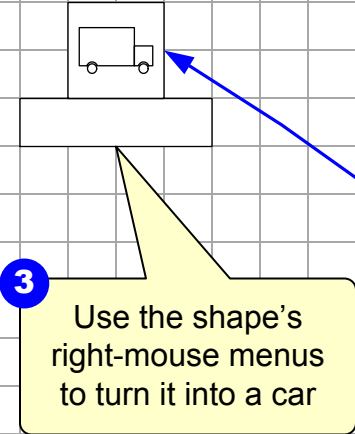 3
Use the shape’s
right-mouse menus
to turn it into a car